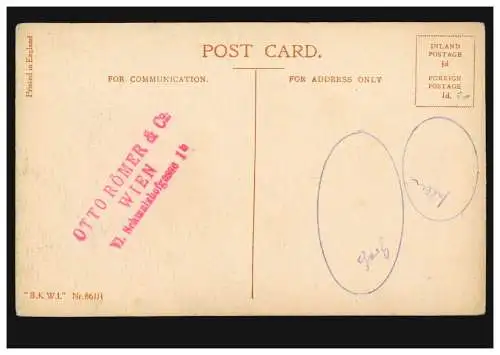 POST CARD.
FOR COMMUNICATION.
FOR ADDRESS ONLY
INLAND
POSTAGE
½d
FOREIGN
POSTAGE
1d.
Printed in England
OTTO RÖMER & Co.
WIEN
VI. Schmalzhofgasse 1b
"B.K.W.I." Nr. 861/1